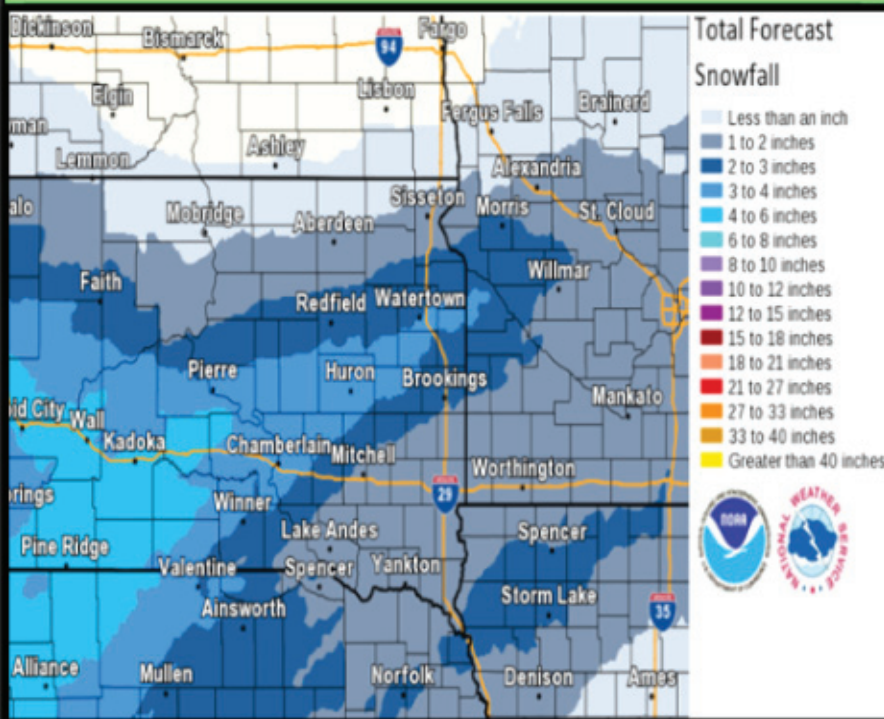 Total Forecast
Snowfall
Less than an inch
1 to 2 inches
2 to 3 inches
3 to 4 inches
4 to 6 inches
6 to 8 inches
8 to 10 inches
10 to 12 inches
12 to 15 inches
15 to 18 inches
18 to 21 inches
21 to 27 inches
27 to 33 inches
33 to 40 inches
Greater than 40 inches
NOAA
NATIONAL WEATHER SERVICE
Dickinson
Bismarck
94
Fargo
Elgin
Lisbon
Fergus Falls
Brainerd
man
Lemmon
Ashley
Alexandria
alo
Mobridge
Aberdeen
Sisseton
Morris
St. Cloud
Faith
Redfield
Watertown
Willmar
Pierre
Huron
Brookings
Mankato
id City
Wall
Kadoka
Chamberlain
Mitchell
Worthington
29
rings
Winner
Lake Andes
Spencer
Pine Ridge
Valentine
Spencer
Yankton
Ainsworth
Storm Lake
35
Alliance
Mullen
Norfolk
Denison
Ames